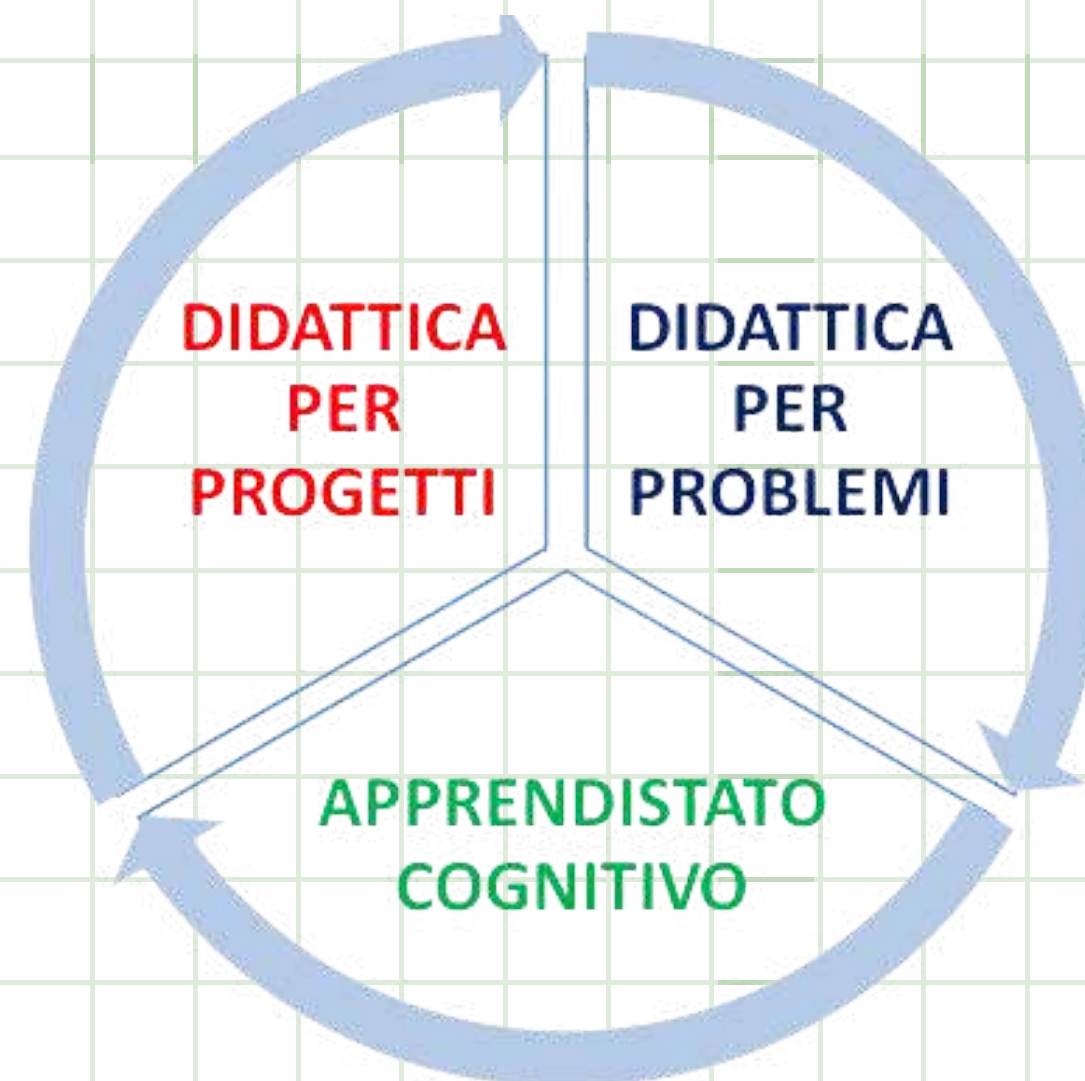 DIDATTICA
PER
PROGETTI
DIDATTICA
PER
PROBLEMI
APPRENDISTATO
COGNITIVO